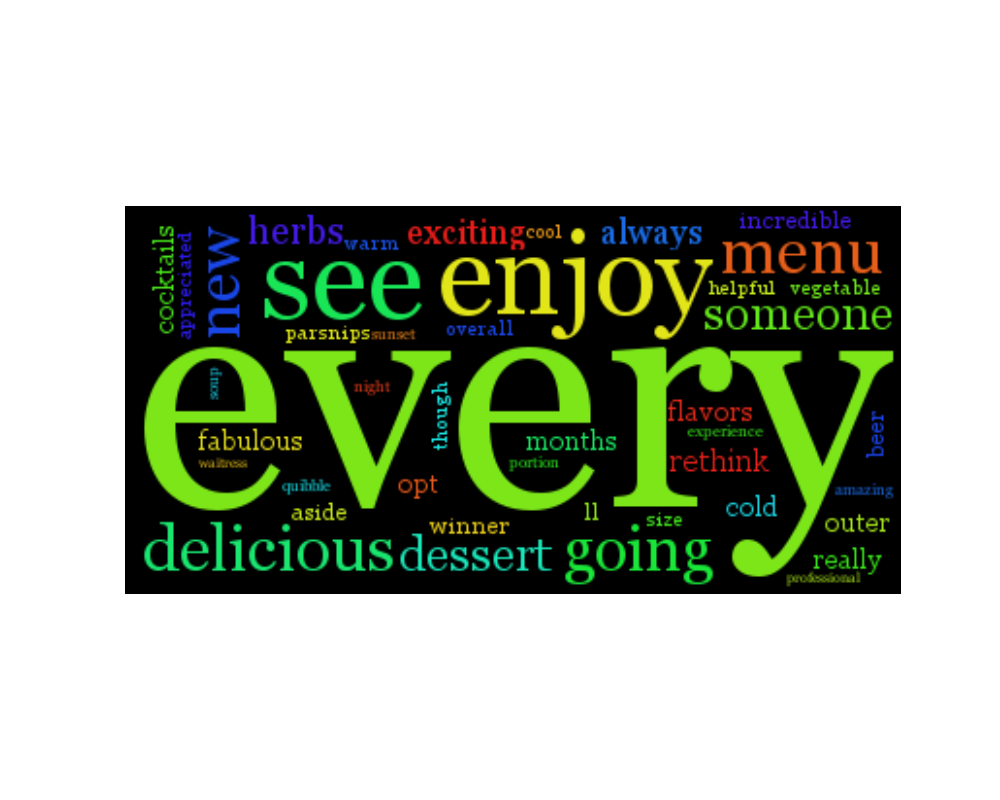 cocktails
appreciated
new
herbs
warm
exciting
cool
always
incredible
menu
see
enjoy
helpful
vegetable
someone
parsnips
sunset
overall
every
soup
night
though
flavors
experience
beer
fabulous
months
waitress
portion
rethink
quibble
opt
amazing
aside
winner
ll
size
cold
outer
delicious
dessert
going
really
professional